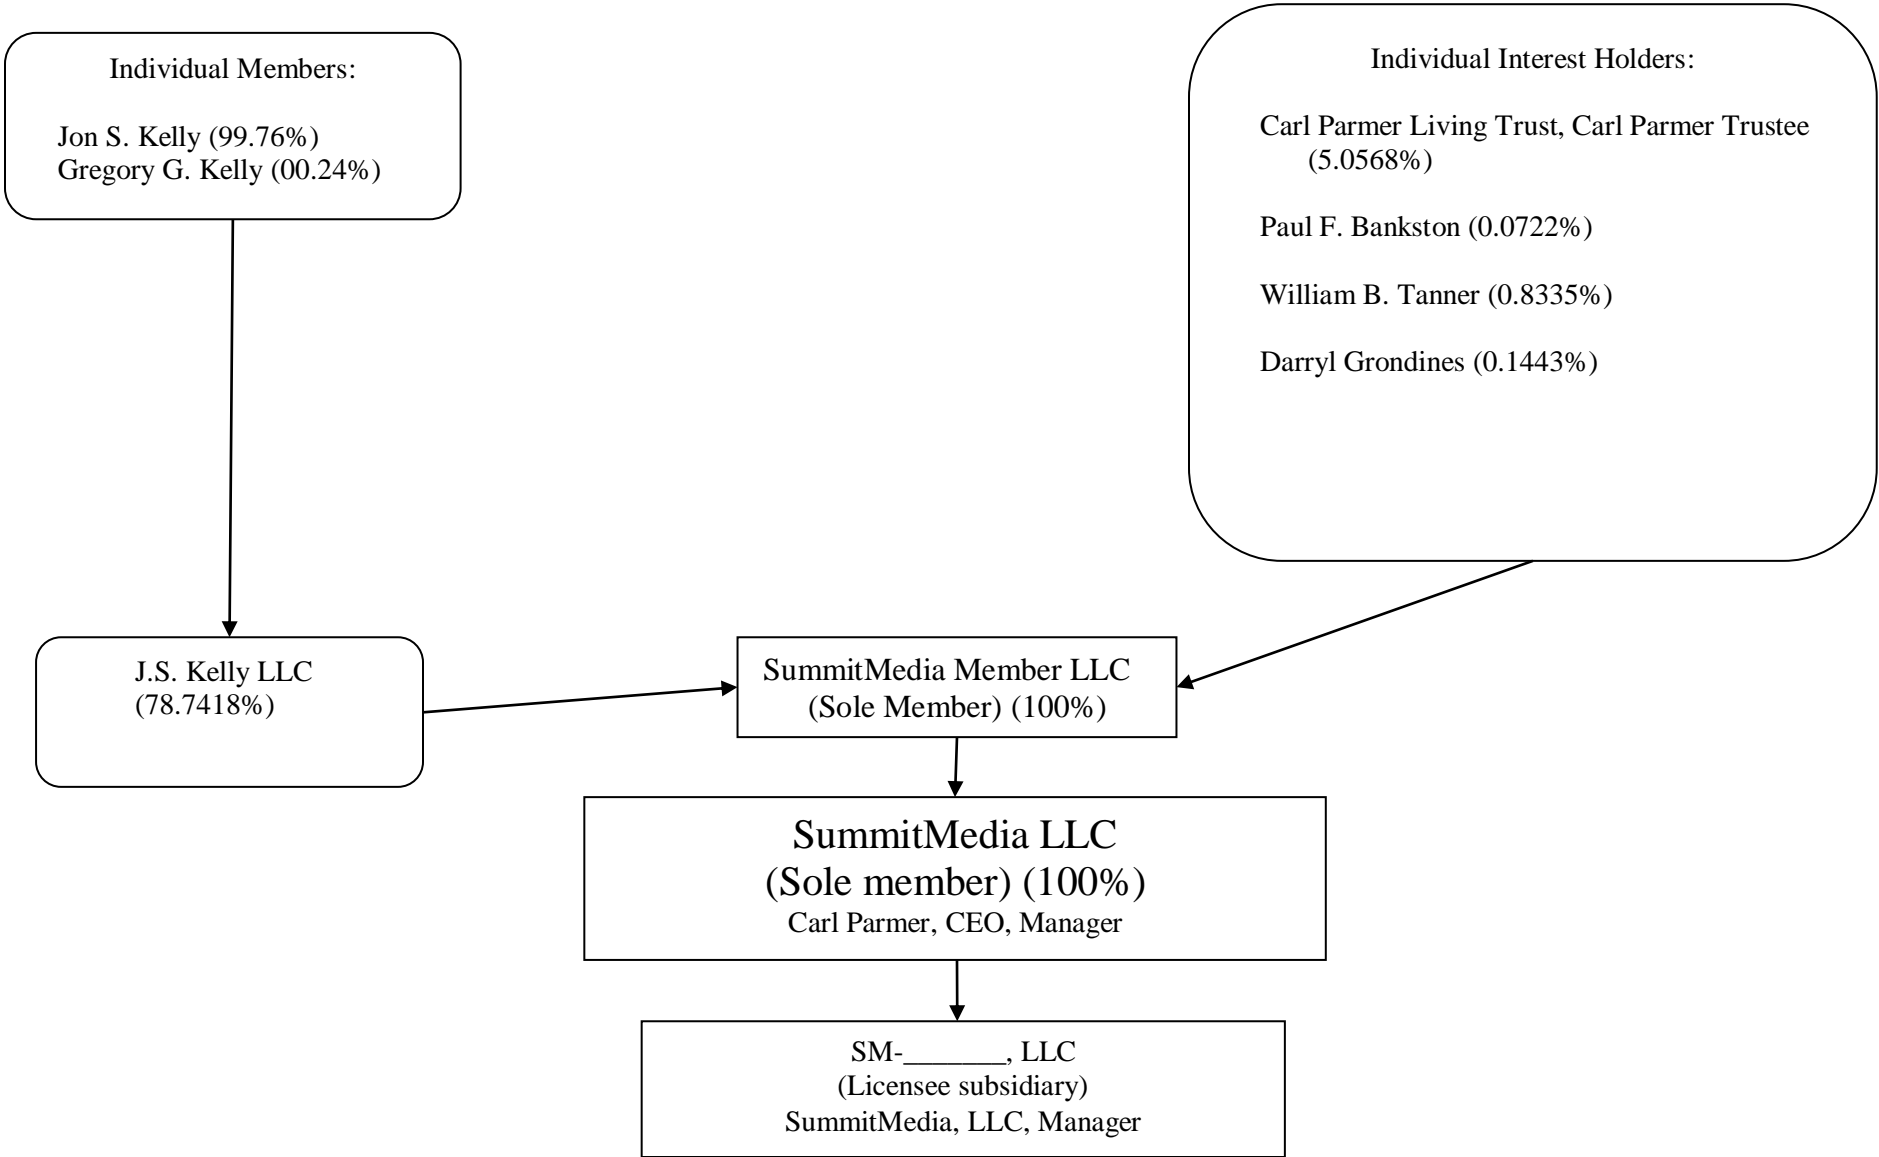 Individual Members:
Jon S. Kelly (99.76%)
Gregory G. Kelly (00.24%)
Individual Interest Holders:
Carl Parmer Living Trust, Carl Parmer Trustee
(5.0568%)
Paul F. Bankston (0.0722%)
William B. Tanner (0.8335%)
Darryl Grondines (0.1443%)
J.S. Kelly LLC
(78.7418%)
SummitMedia Member LLC
(Sole Member) (100%)
SummitMedia LLC
(Sole member) (100%)
Carl Parmer, CEO, Manager
SM-_______, LLC
(Licensee subsidiary)
SummitMedia, LLC, Manager